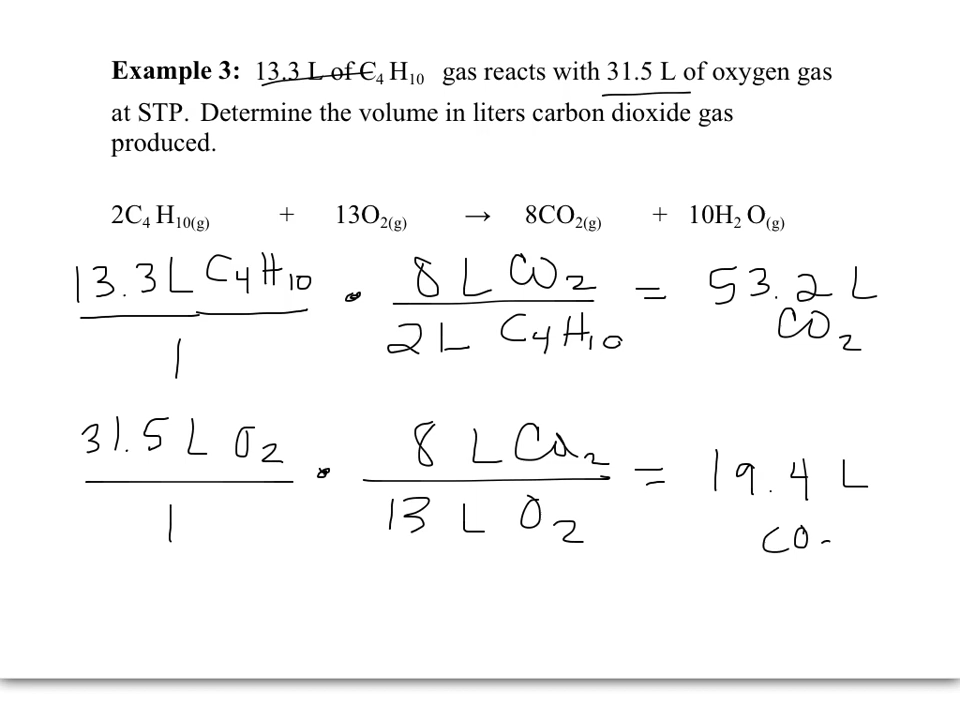 Example 3: 13.3 L of C₄ H₁₀ gas reacts with 31.5 L of oxygen gas
at STP. Determine the volume in liters carbon dioxide gas
produced.
2C₄ H₁₀(g) + 13O₂(g) → 8CO₂(g) + 10H₂ O(g)
13.3 L C₄H₁₀ · 8 L CO₂ = 53.2 L
1 2 L C₄H₁₀ CO₂
31.5 L O₂ · 8 L CO₂ = 19.4 L
1 13 L O₂ CO